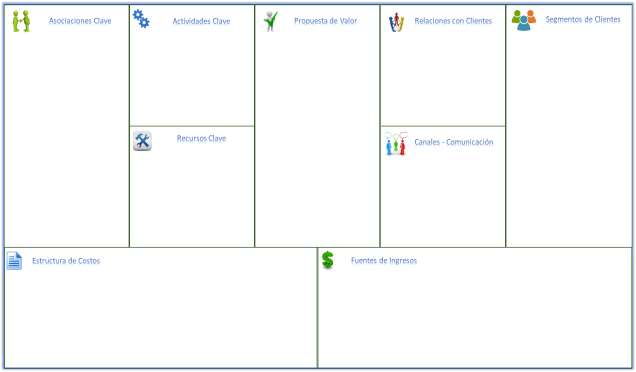 Asociaciones Clave
Actividades Clave
Propuesta de Valor
Relaciones con Clientes
Segmentos de Clientes
Recursos Clave
Canales - Comunicación
Estructura de Costos
Fuentes de Ingresos